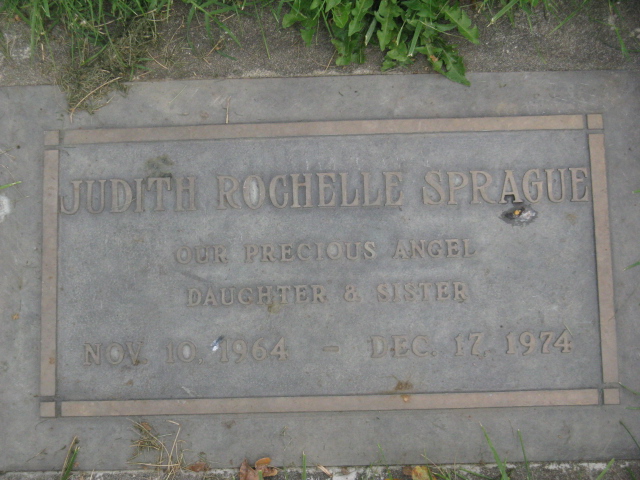 JUDITH ROCHELLE SPRAGUE
OUR PRECIOUS ANGEL
DAUGHTER & SISTER
NOV. 10, 1964 - DEC. 17, 1974